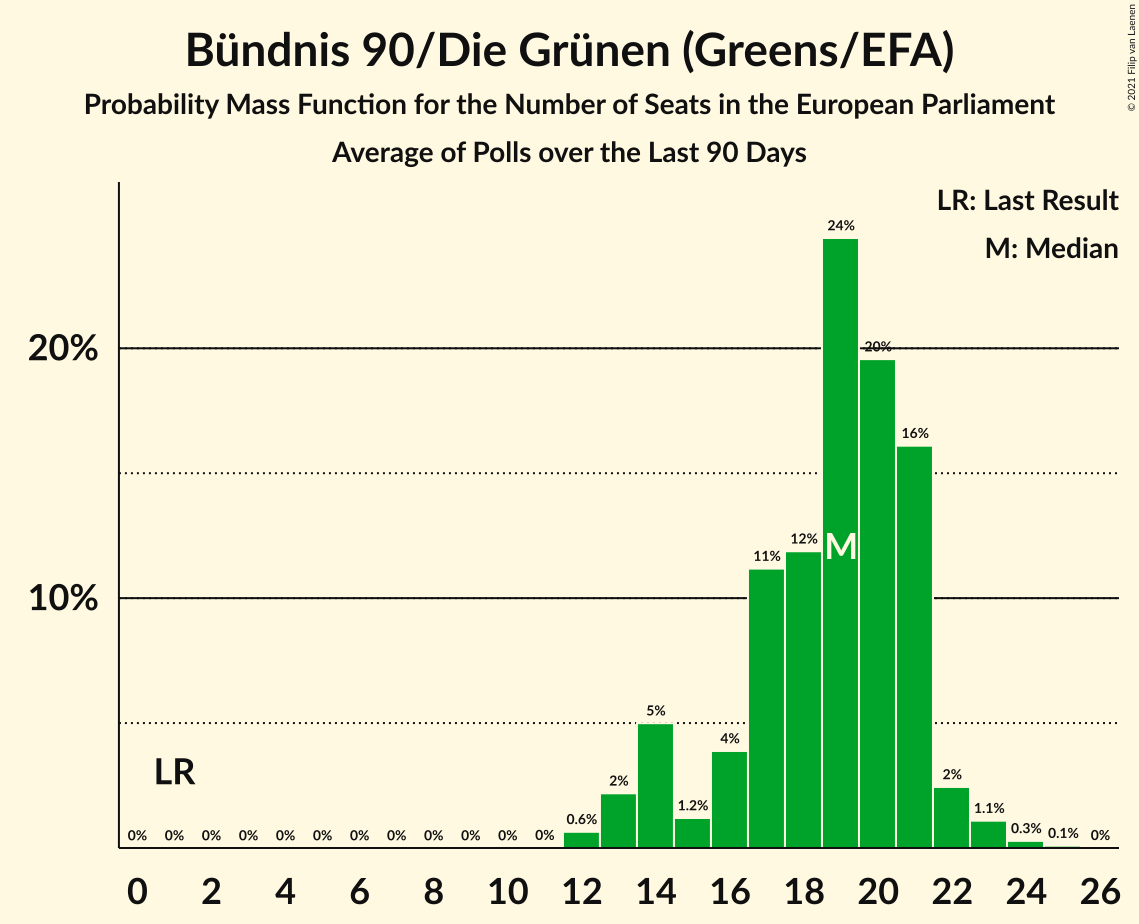 Bündnis 90/Die Grünen (Greens/EFA)
Probability Mass Function for the Number of Seats in the European Parliament
Average of Polls over the Last 90 Days
© 2021 Filip van Laenen
LR: Last Result
M: Median
24%
20%
20%
16%
12%
11%
M
10%
5%
4%
LR
2%
2%
1.2%
1.1%
0.6%
0.3%
0.1%
0% 0% 0% 0% 0% 0% 0% 0% 0% 0% 0% 0% 0%
0 2 4 6 8 10 12 14 16 18 20 22 24 26